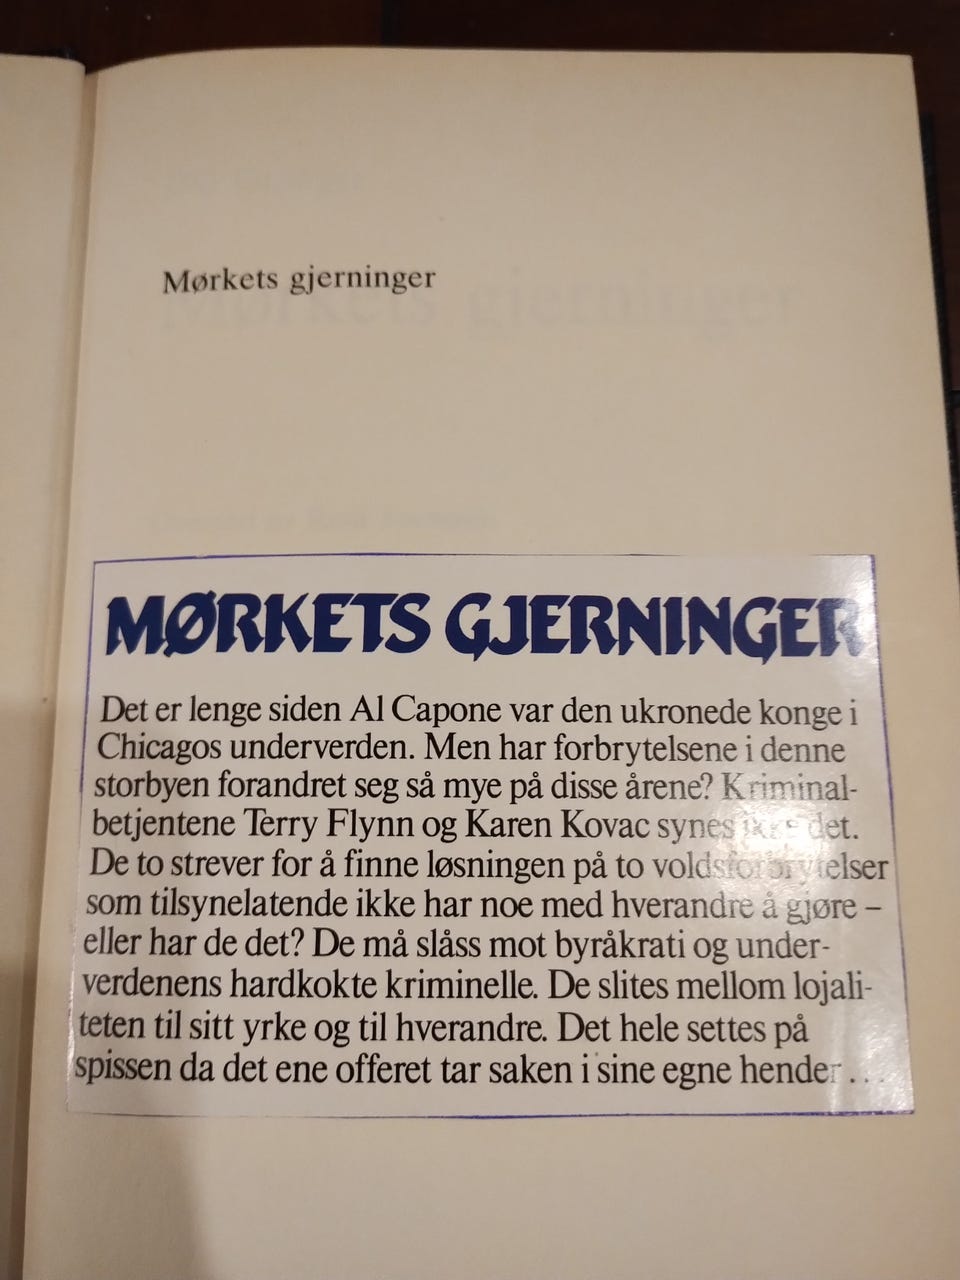 Mørkets gjerninger
Mørkets gjerninger
MØRKETS GJERNINGER
Det er lenge siden Al Capone var den ukronede konge i
Chicagos underverden. Men har forbrytelsene i denne
storbyen forandret seg så mye på disse årene? Kriminal-
betjentene Terry Flynn og Karen Kovac synes ikke det.
De to strever for å finne løsningen på to voldsforbrytelser
som tilsynelatende ikke har noe med hverandre å gjøre –
eller har de det? De må slåss mot byråkrati og under-
verdenens hardkokte kriminelle. De slites mellom lojali-
teten til sitt yrke og til hverandre. Det hele settes på
spissen da det ene offeret tar saken i sine egne hender . . .